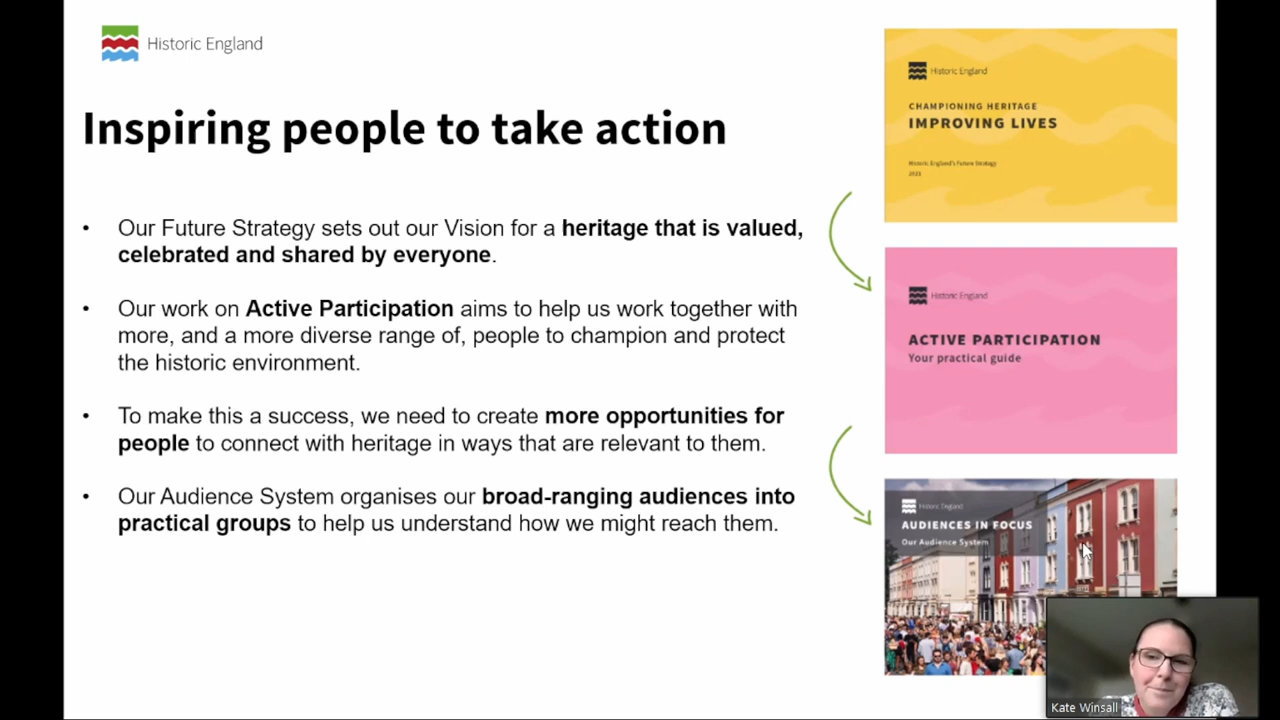 Historic England
Inspiring people to take action
• Our Future Strategy sets out our Vision for a heritage that is valued,
celebrated and shared by everyone.
• Our work on Active Participation aims to help us work together with
more, and a more diverse range of, people to champion and protect
the historic environment.
• To make this a success, we need to create more opportunities for
people to connect with heritage in ways that are relevant to them.
• Our Audience System organises our broad-ranging audiences into
practical groups to help us understand how we might reach them.
Historic England
CHAMPIONING HERITAGE
IMPROVING LIVES
Historic England's Future Strategy
2021
Historic England
ACTIVE PARTICIPATION
Your practical guide
Historic England
AUDIENCES IN FOCUS
Our Audience System
Kate Winsall